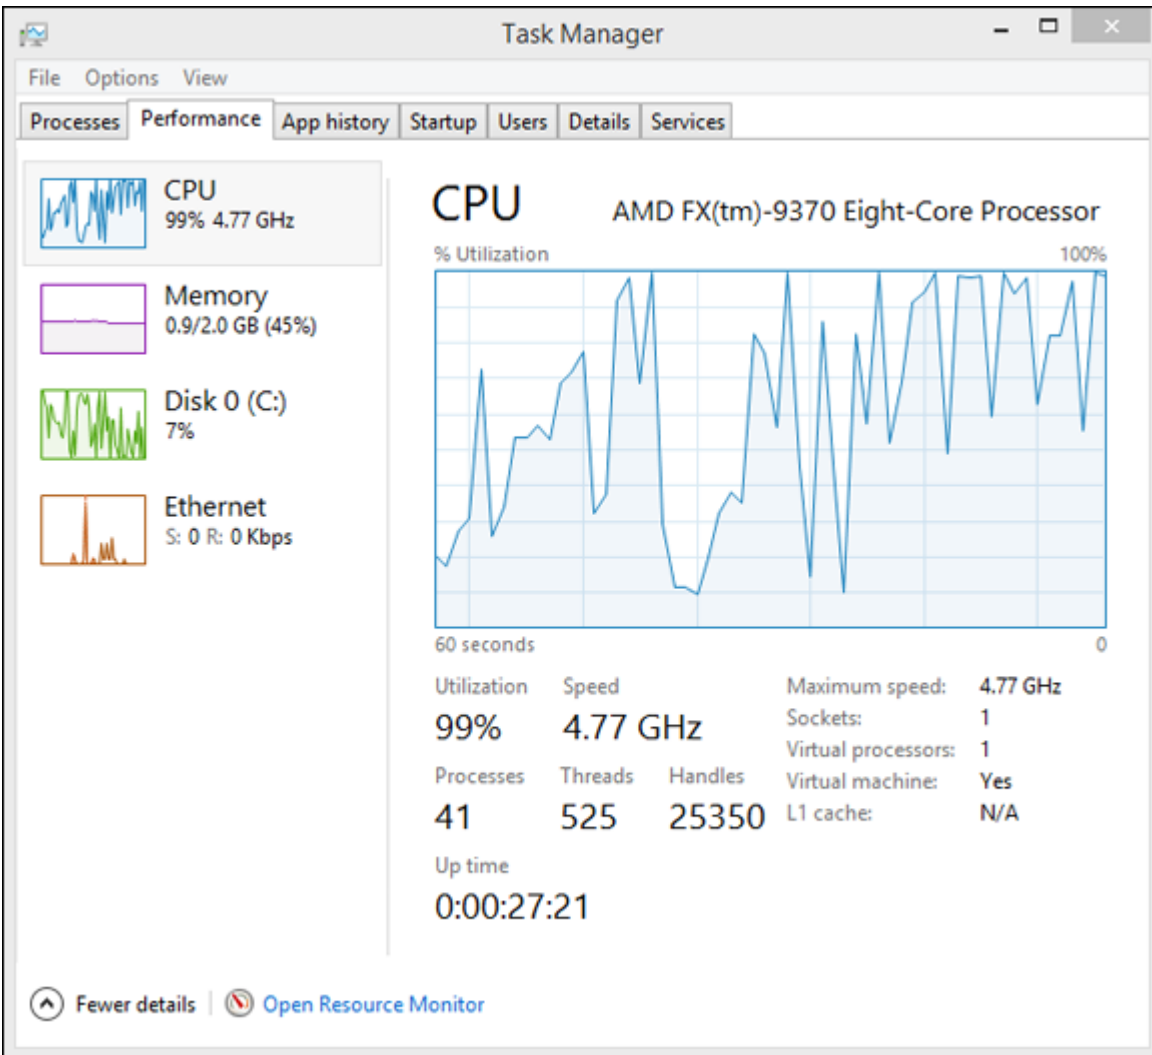 Task Manager
File Options View
Processes Performance App history Startup Users Details Services
CPU
99% 4.77 GHz
Memory
0.9/2.0 GB (45%)
Disk 0 (C:)
7%
Ethernet
S: 0 R: 0 Kbps
CPU AMD FX(tm)-9370 Eight-Core Processor
% Utilization 100%
60 seconds 0
Utilization Speed
99% 4.77 GHz
Processes Threads Handles
41 525 25350
Up time
0:00:27:21
Maximum speed: 4.77 GHz
Sockets: 1
Virtual processors: 1
Virtual machine: Yes
L1 cache: N/A
Fewer details Open Resource Monitor